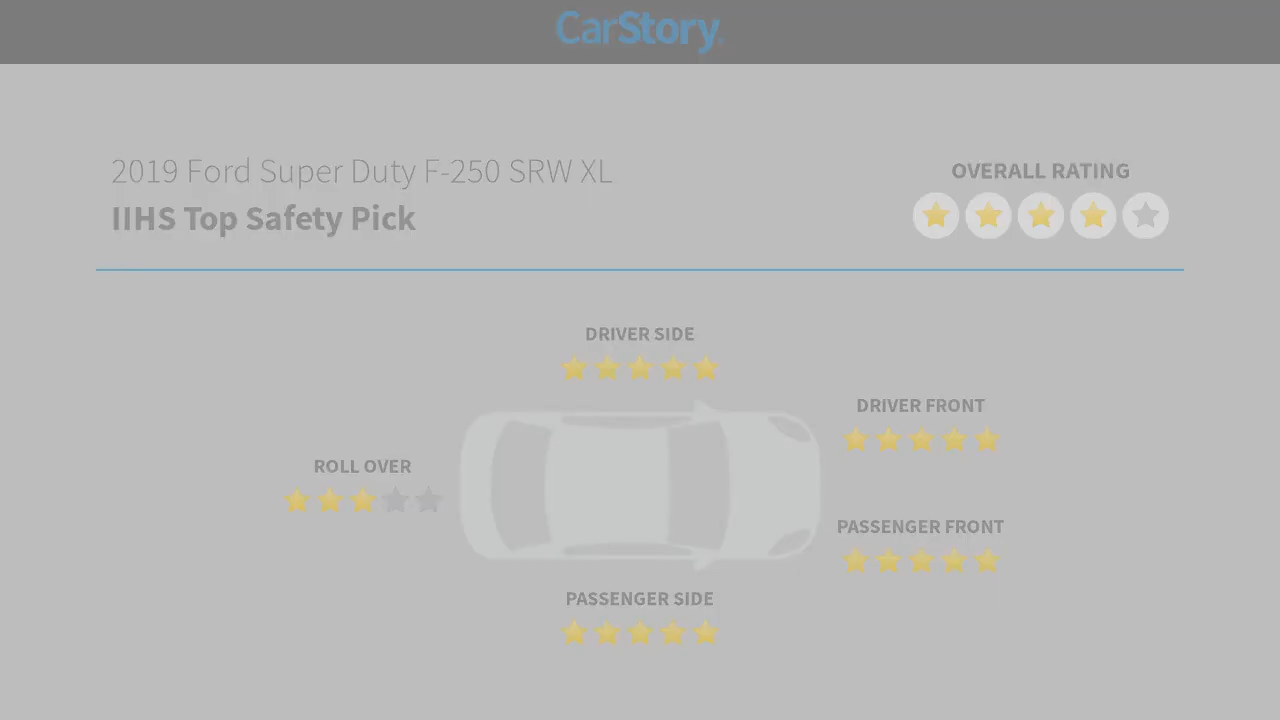 CarStory
2019 Ford Super Duty F-250 SRW XL
IIHS Top Safety Pick
OVERALL RATING
DRIVER SIDE
DRIVER FRONT
ROLL OVER
PASSENGER FRONT
PASSENGER SIDE